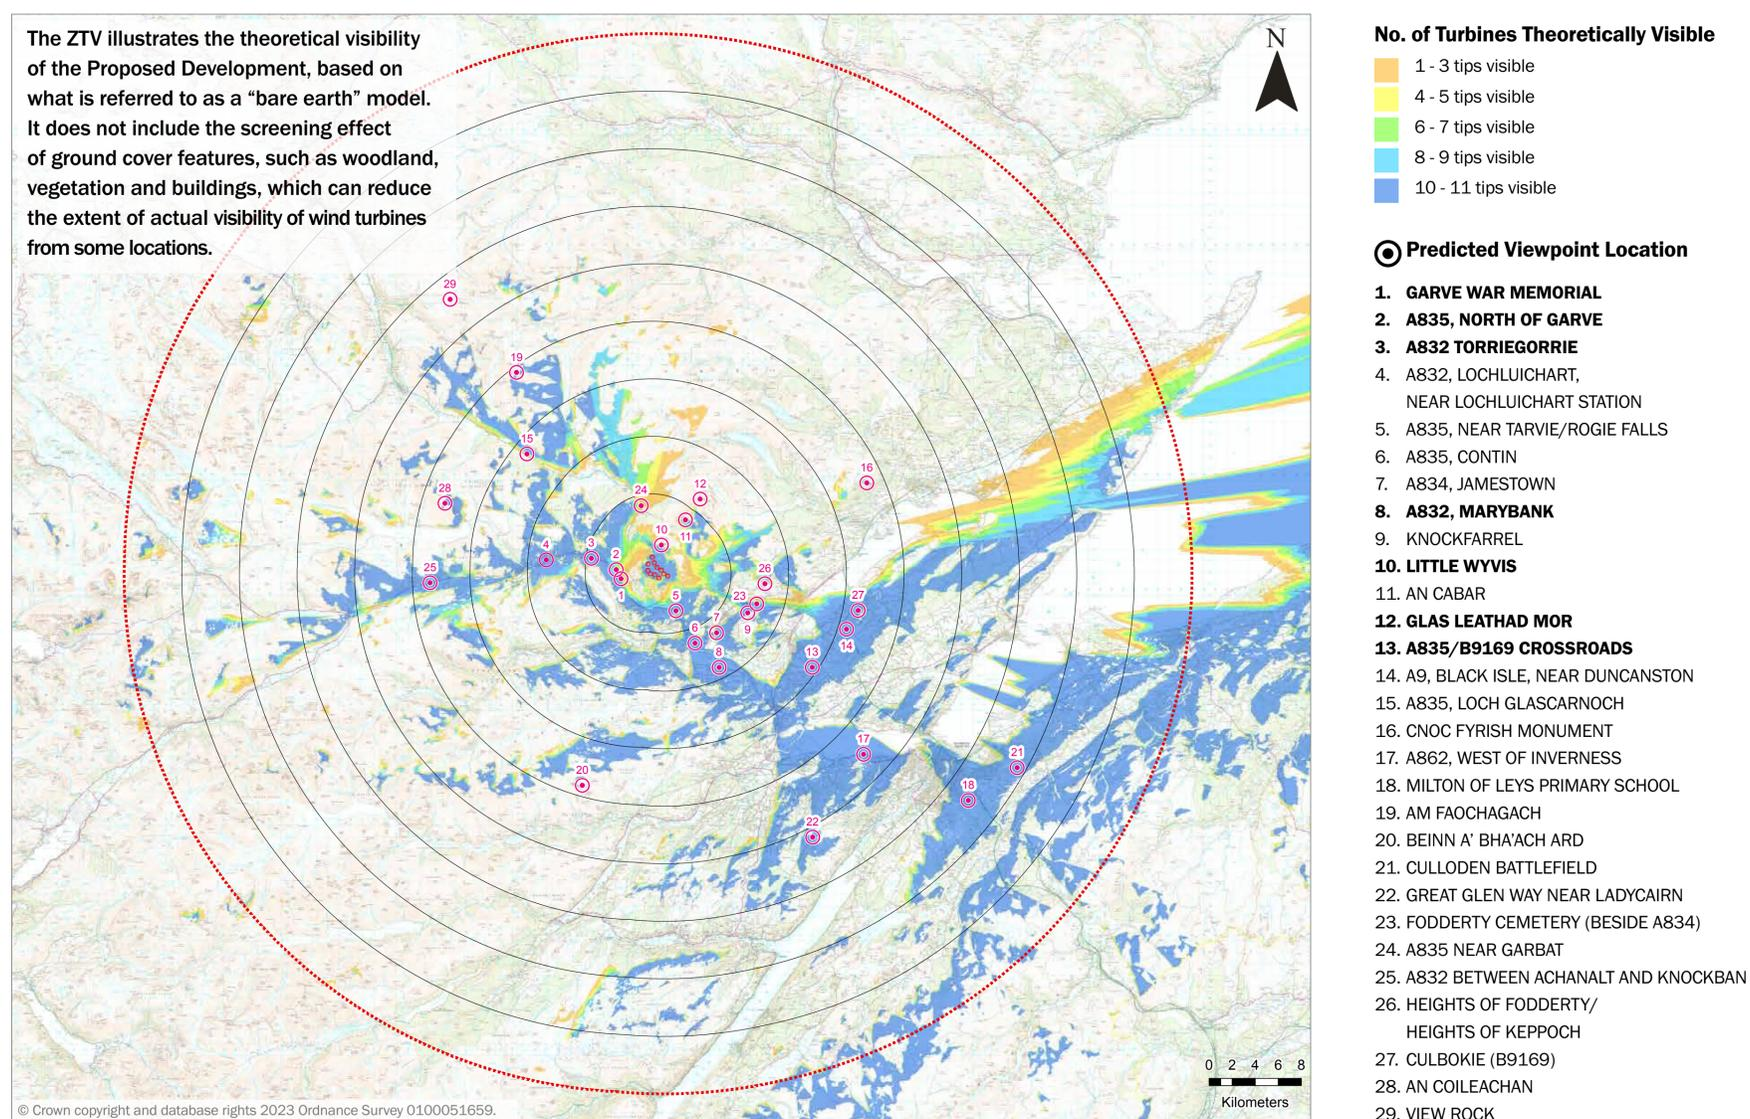 The ZTV illustrates the theoretical visibility
of the Proposed Development, based on
what is referred to as a “bare earth” model.
It does not include the screening effect
of ground cover features, such as woodland,
vegetation and buildings, which can reduce
the extent of actual visibility of wind turbines
from some locations.
N
29
19
15
28
16
12
24
11
10
3
4
2
25
26
1
23
5
27
9
7
6
14
8
13
17
21
20
18
22
0 2 4 6 8
Kilometers
© Crown copyright and database rights 2023 Ordnance Survey 0100051659.
No. of Turbines Theoretically Visible
1 - 3 tips visible
4 - 5 tips visible
6 - 7 tips visible
8 - 9 tips visible
10 - 11 tips visible
Predicted Viewpoint Location
1. GARVE WAR MEMORIAL
2. A835, NORTH OF GARVE
3. A832 TORRIEGORRIE
4. A832, LOCHLUICHART,
NEAR LOCHLUICHART STATION
5. A835, NEAR TARVIE/ROGIE FALLS
6. A835, CONTIN
7. A834, JAMESTOWN
8. A832, MARYBANK
9. KNOCKFARREL
10. LITTLE WYVIS
11. AN CABAR
12. GLAS LEATHAD MOR
13. A835/B9169 CROSSROADS
14. A9, BLACK ISLE, NEAR DUNCANSTON
15. A835, LOCH GLASCARNOCH
16. CNOC FYRISH MONUMENT
17. A862, WEST OF INVERNESS
18. MILTON OF LEYS PRIMARY SCHOOL
19. AM FAOCHAGACH
20. BEINN A’ BHA’ACH ARD
21. CULLODEN BATTLEFIELD
22. GREAT GLEN WAY NEAR LADYCAIRN
23. FODDERTY CEMETERY (BESIDE A834)
24. A835 NEAR GARBAT
25. A832 BETWEEN ACHANALT AND KNOCKBAN
26. HEIGHTS OF FODDERTY/
HEIGHTS OF KEPPOCH
27. CULBOKIE (B9169)
28. AN COILEACHAN
29. VIEW ROCK